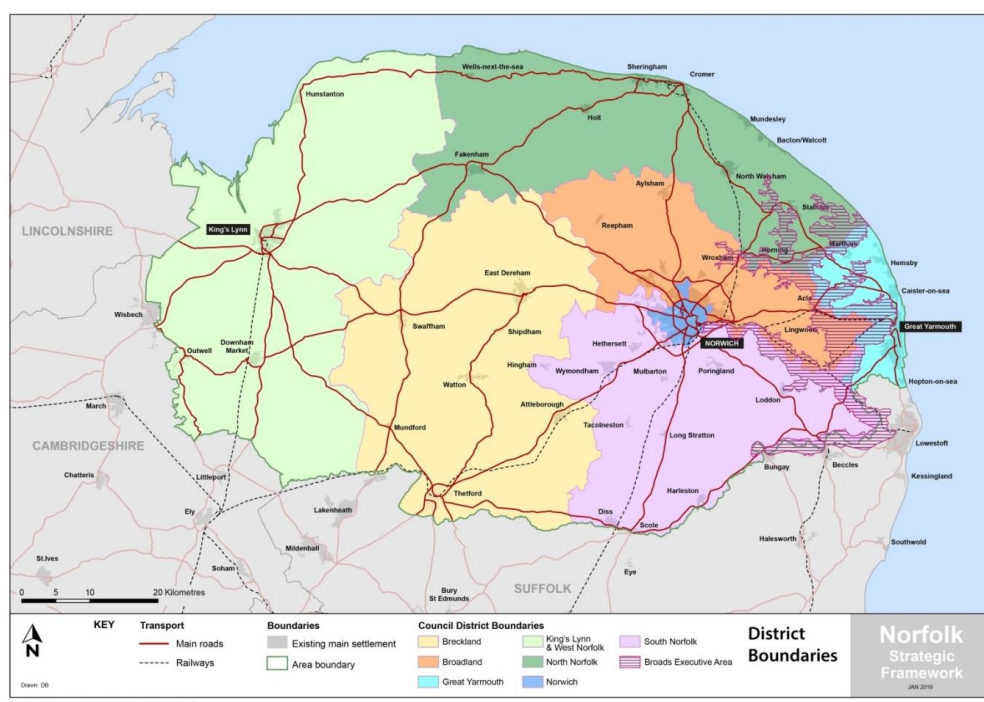 Wells-next-the-sea
Sheringham
Cromer
Hunstanton
Holt
Mundesley
Bacton/Walcott
Fakenham
North Walsham
Aylsham
Stalham
LINCOLNSHIRE
King's Lynn
Reepham
Martham
Wroxham
Horning
Hemsby
East Dereham
Caister-on-sea
Acle
Wisbech
Swaffham
Shipdham
Lingwood
Great Yarmouth
Outwell
Downham
Market
Hethersett
NORWICH
Hingham
Wymondham
Mulbarton
Poringland
Watton
Hopton-on-sea
March
Attleborough
Loddon
Mundford
Tacolneston
Long Stratton
CAMBRIDGESHIRE
Lowestoft
Chatteris
Littleport
Bungay
Beccles
Kessingland
Thetford
Harleston
Ely
Lakenheath
Diss
Scole
Mildenhall
Halesworth
Southwold
St.Ives
Soham
Eye
Bury
St Edmunds
SUFFOLK
0 5 10 20 Kilometres
N
Drawn: DB
KEY
Transport
Main roads
Railways
Boundaries
Existing main settlement
Area boundary
Council District Boundaries
Breckland
Broadland
Great Yarmouth
King's Lynn
& West Norfolk
North Norfolk
Norwich
South Norfolk
Broads Executive Area
District
Boundaries
Norfolk
Strategic
Framework
JAN 2019